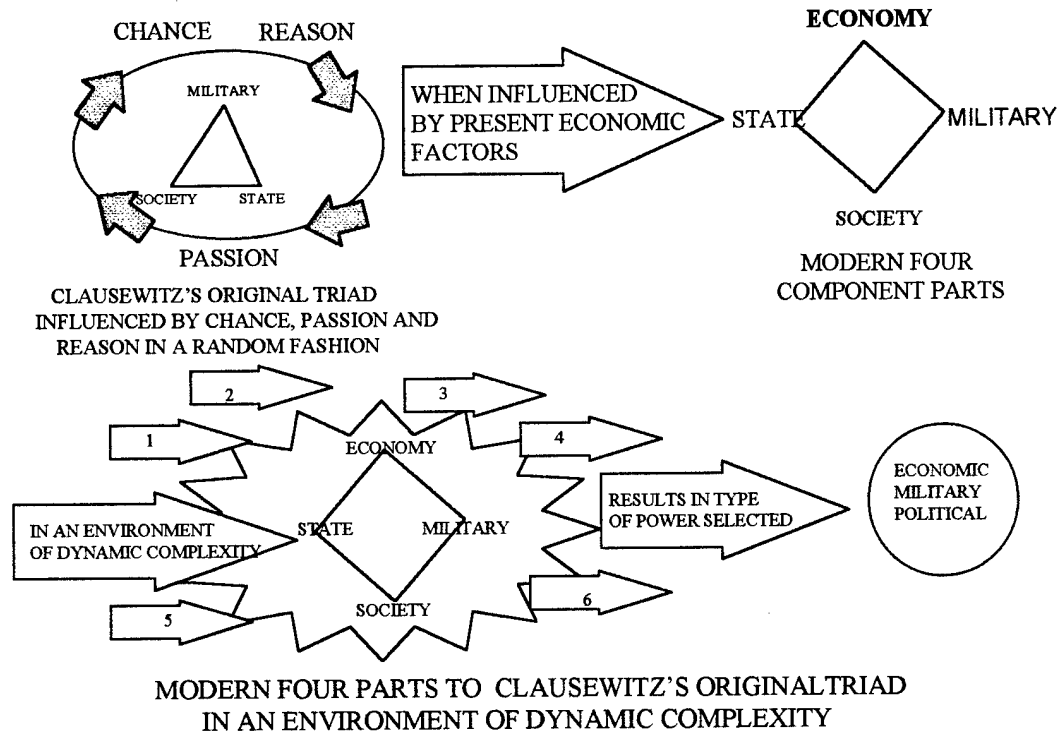 CHANCE REASON
MILITARY
SOCIETY STATE
PASSION
CLAUSEWITZ'S ORIGINAL TRIAD
INFLUENCED BY CHANCE, PASSION AND
REASON IN A RANDOM FASHION
WHEN INFLUENCED
BY PRESENT ECONOMIC
FACTORS
ECONOMY
STATE MILITARY
SOCIETY
MODERN FOUR
COMPONENT PARTS
2
3
1
4
ECONOMY
IN AN ENVIRONMENT
OF DYNAMIC COMPLEXITY
STATE MILITARY
SOCIETY
5
6
RESULTS IN TYPE
OF POWER SELECTED
ECONOMIC
MILITARY
POLITICAL
MODERN FOUR PARTS TO CLAUSEWITZ'S ORIGINALTRIAD
IN AN ENVIRONMENT OF DYNAMIC COMPLEXITY